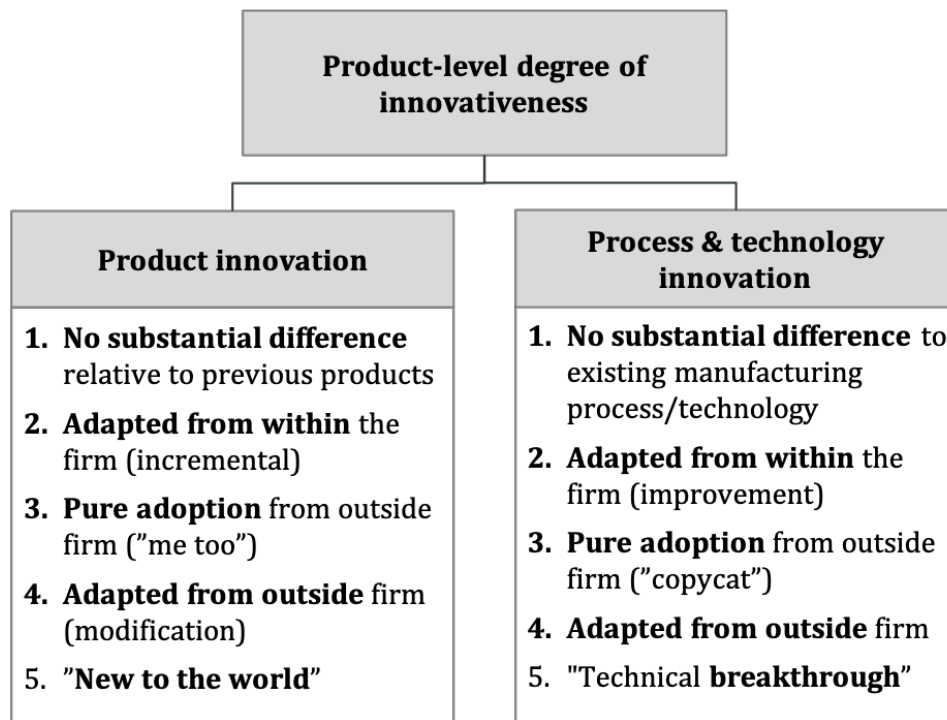 Product-level degree of
innovativeness
Product innovation
1. No substantial difference
relative to previous products
2. Adapted from within the
firm (incremental)
3. Pure adoption from outside
firm (”me too”)
4. Adapted from outside firm
(modification)
5. ”New to the world”
Process & technology
innovation
1. No substantial difference to
existing manufacturing
process/technology
2. Adapted from within the
firm (improvement)
3. Pure adoption from outside
firm (”copycat”)
4. Adapted from outside firm
5. "Technical breakthrough”